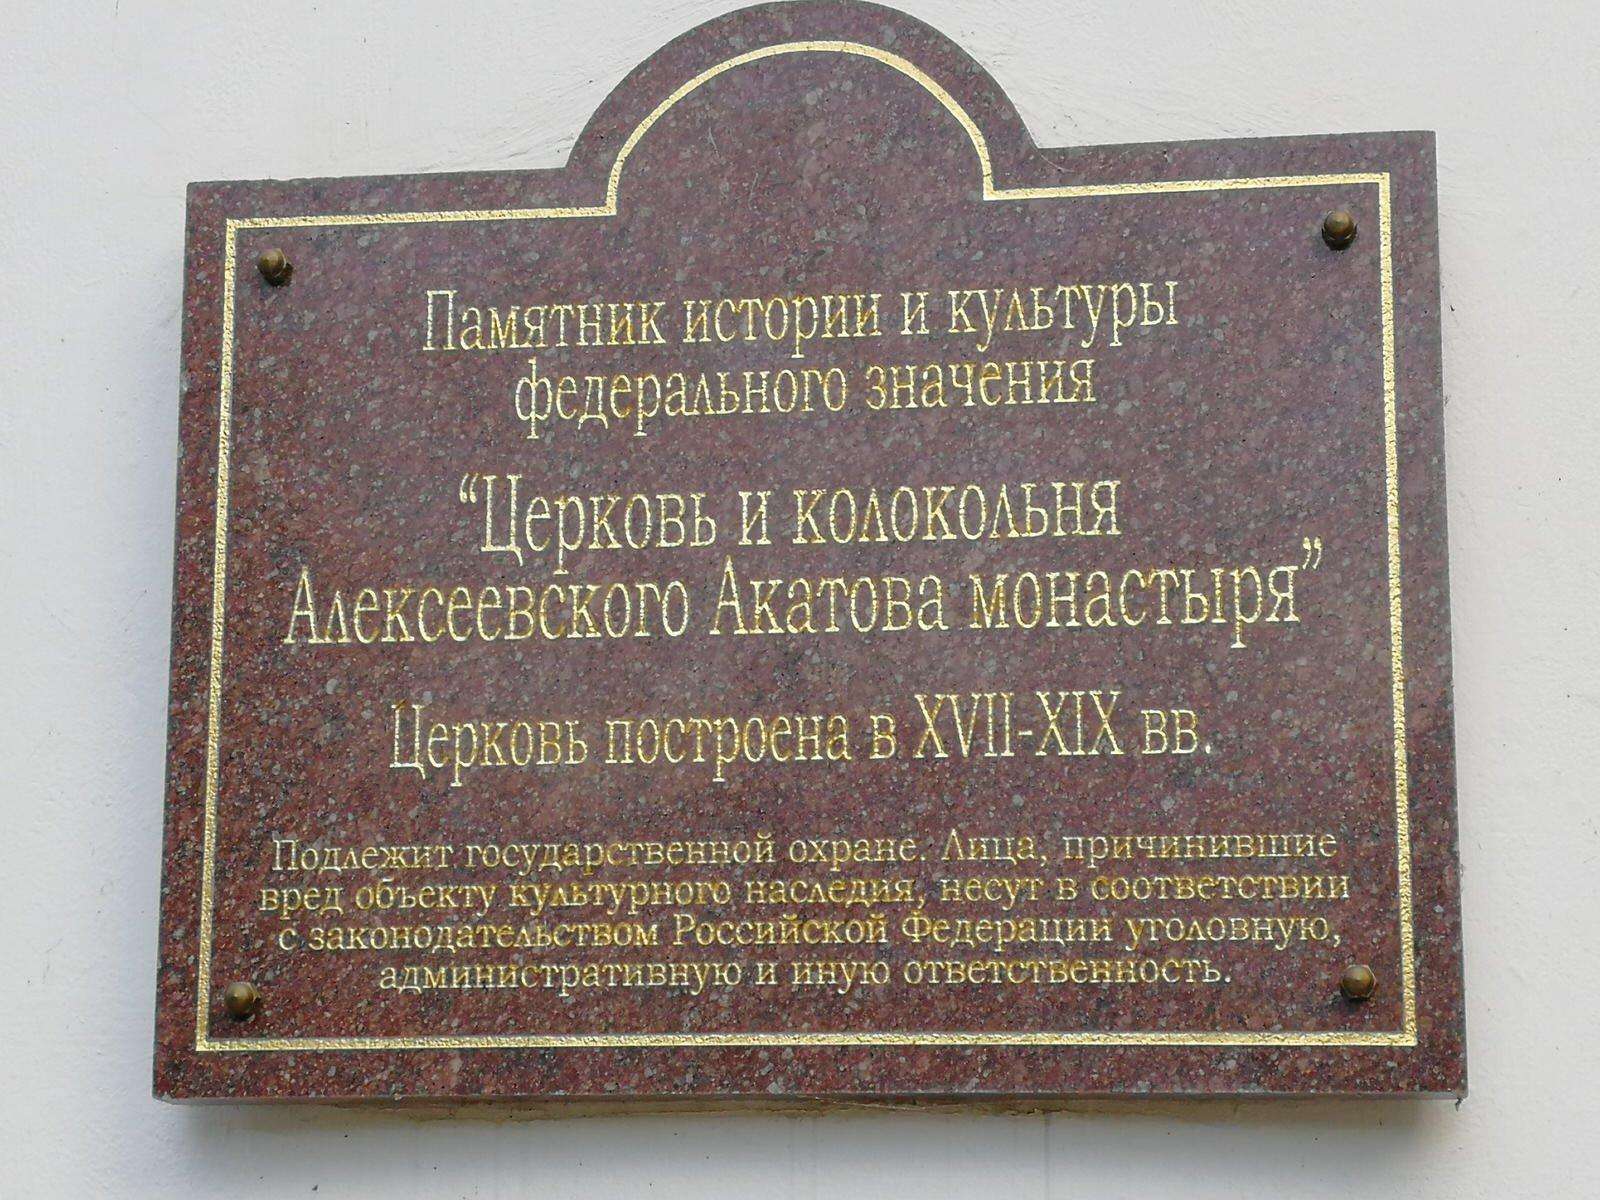 Памятник истории и культуры
федерального значения
“Церковь и колокольня
Алексеевского Акатова монастыря”
Церковь построена в XVII-XIX вв.
Подлежит государственной охране. Лица, причинившие
вред объекту культурного наследия, несут в соответствии
с законодательством Российской Федерации уголовную,
административную и иную ответственность.